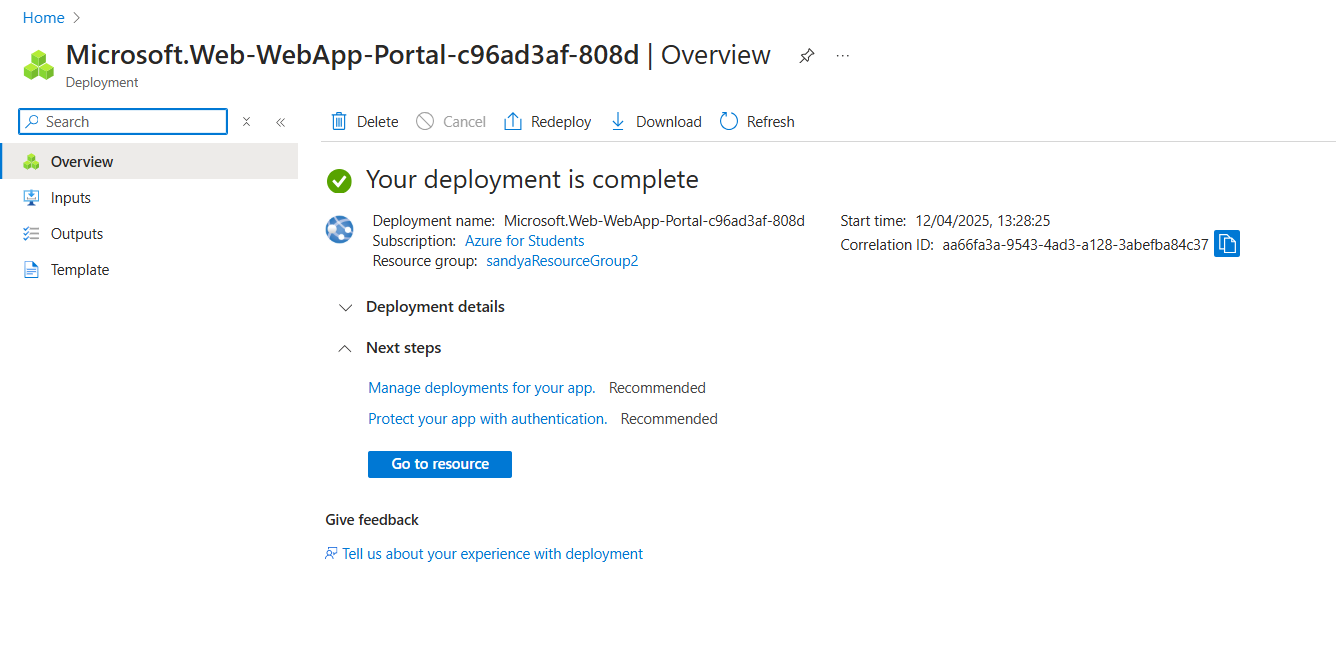 Home
Microsoft.Web-WebApp-Portal-c96ad3af-808d | Overview
Deployment
Search
Delete
Cancel
Redeploy
Download
Refresh
Overview
Inputs
Outputs
Template
Your deployment is complete
Deployment name: Microsoft.Web-WebApp-Portal-c96ad3af-808d
Subscription: Azure for Students
Resource group: sandyaResourceGroup2
Start time: 12/04/2025, 13:28:25
Correlation ID: aa66fa3a-9543-4ad3-a128-3abefba84c37
Deployment details
Next steps
Manage deployments for your app. Recommended
Protect your app with authentication. Recommended
Go to resource
Give feedback
Tell us about your experience with deployment